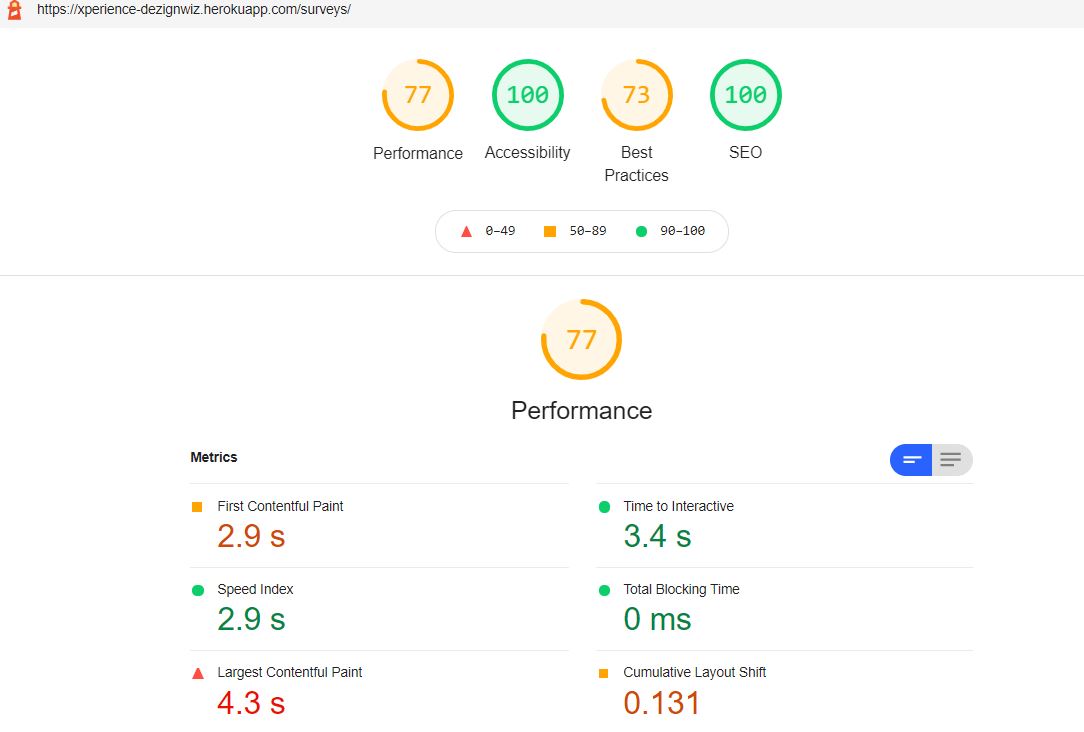 https://xperience-dezignwiz.herokuapp.com/surveys/
77 100 73 100
Performance Accessibility Best Practices SEO
0–49 50–89 90–100
77
Performance
Metrics
First Contentful Paint
2.9 s
Time to Interactive
3.4 s
Speed Index
2.9 s
Total Blocking Time
0 ms
Largest Contentful Paint
4.3 s
Cumulative Layout Shift
0.131